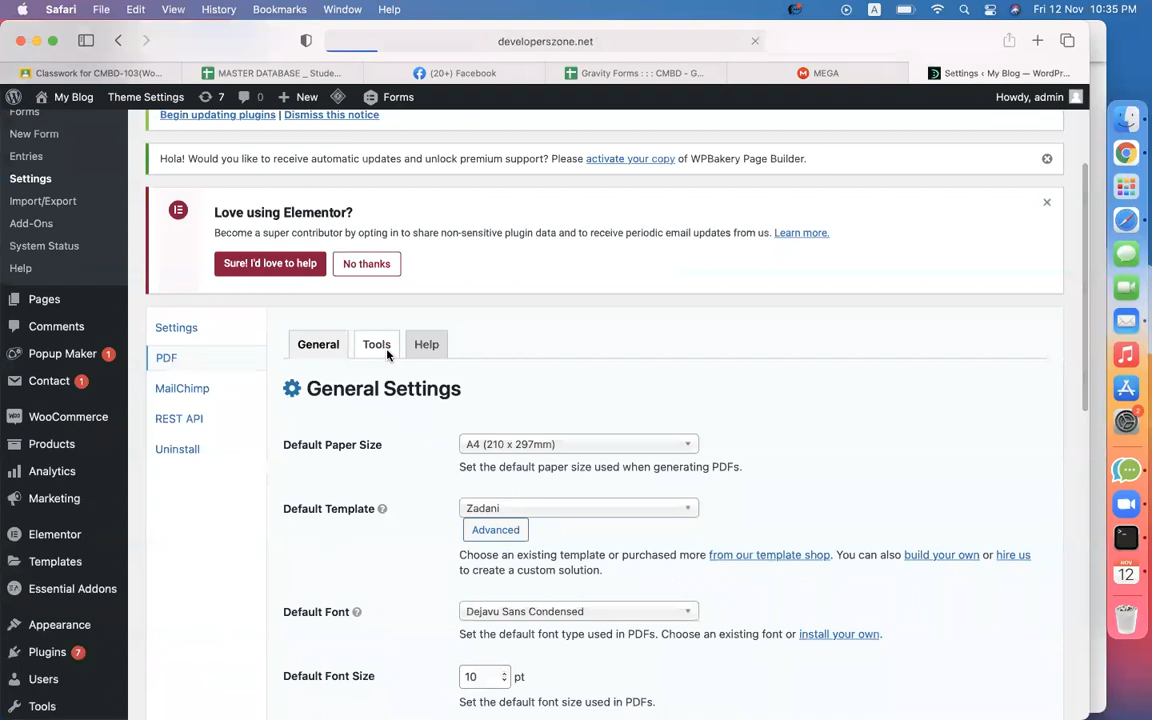 Safari File Edit View History Bookmarks Window Help A Fri 12 Nov 10:35 PM
developerszone.net
Classwork for CMBD-103(Wo... MASTER DATABASE _ Stude... (20+) Facebook Gravity Forms : : : CMBD - G... MEGA Settings ‹ My Blog — WordPr...
My Blog Theme Settings 7 0 New Forms Howdy, admin
Forms
New Form
Entries
Settings
Import/Export
Add-Ons
System Status
Help
Pages
Comments
Popup Maker 1
Contact 1
WooCommerce
Products
Analytics
Marketing
Elementor
Templates
Essential Addons
Appearance
Plugins 7
Users
Tools
Begin updating plugins | Dismiss this notice
Hola! Would you like to receive automatic updates and unlock premium support? Please activate your copy of WPBakery Page Builder.
Love using Elementor?
Become a super contributor by opting in to share non-sensitive plugin data and to receive periodic email updates from us. Learn more.
Sure! I'd love to help No thanks
Settings
PDF
MailChimp
REST API
Uninstall
General Tools Help
General Settings
Default Paper Size A4 (210 x 297mm)
Set the default paper size used when generating PDFs.
Default Template Zadani
Advanced
Choose an existing template or purchased more from our template shop. You can also build your own or hire us
to create a custom solution.
Default Font Dejavu Sans Condensed
Set the default font type used in PDFs. Choose an existing font or install your own.
Default Font Size 10 pt
Set the default font size used in PDFs.
2
NOV
12